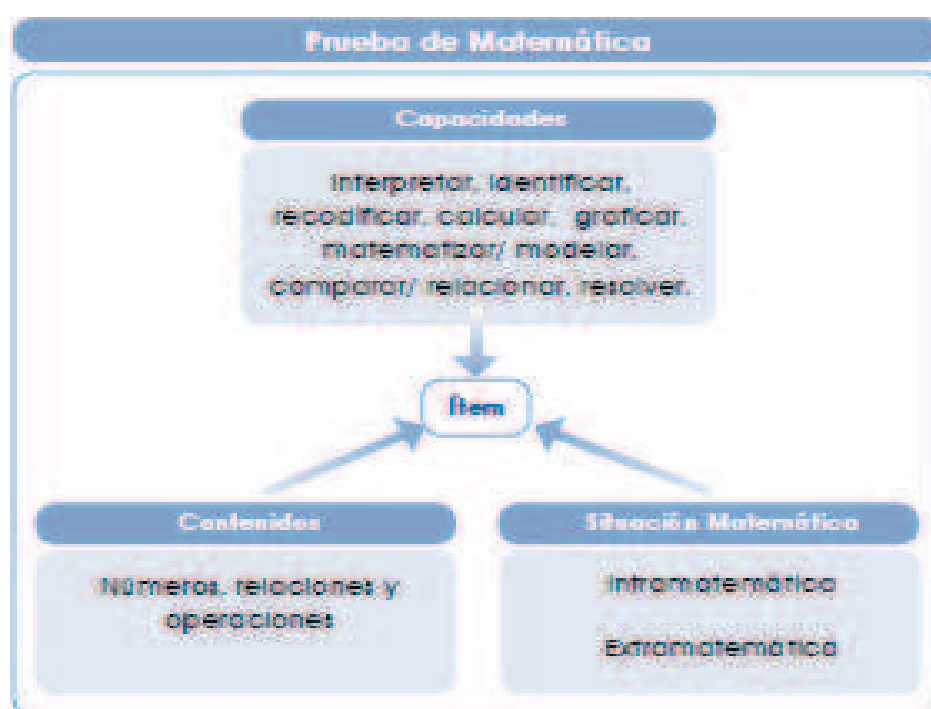 Prueba de Matemática
Capacidades
Interpretar, identificar,
recodificar, calcular, graficar,
matematizar/ modelar,
comparar/ relacionar, resolver.
Ítem
Contenidos
Números, relaciones y
operaciones
Situación Matemática
Intramatemática
Extramatemática